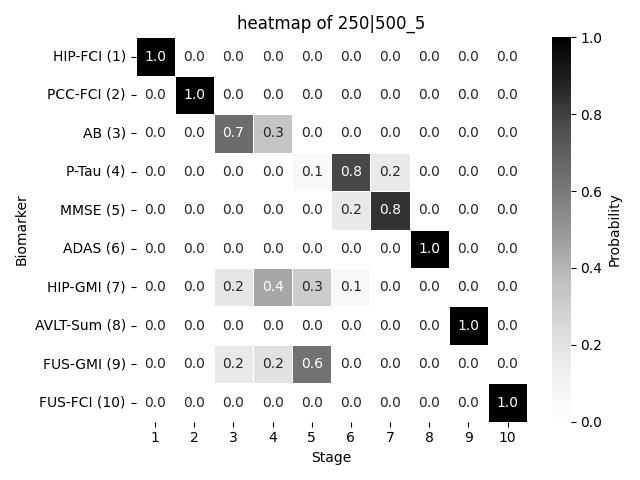 heatmap of 250|500_5
HIP-FCI (1) 1.0 0.0 0.0 0.0 0.0 0.0 0.0 0.0 0.0 0.0
PCC-FCI (2) 0.0 1.0 0.0 0.0 0.0 0.0 0.0 0.0 0.0 0.0
AB (3) 0.0 0.0 0.7 0.3 0.0 0.0 0.0 0.0 0.0 0.0
P-Tau (4) 0.0 0.0 0.0 0.0 0.1 0.8 0.2 0.0 0.0 0.0
MMSE (5) 0.0 0.0 0.0 0.0 0.0 0.2 0.8 0.0 0.0 0.0
ADAS (6) 0.0 0.0 0.0 0.0 0.0 0.0 0.0 1.0 0.0 0.0
HIP-GMI (7) 0.0 0.0 0.2 0.4 0.3 0.1 0.0 0.0 0.0 0.0
AVLT-Sum (8) 0.0 0.0 0.0 0.0 0.0 0.0 0.0 0.0 1.0 0.0
FUS-GMI (9) 0.0 0.0 0.2 0.2 0.6 0.0 0.0 0.0 0.0 0.0
FUS-FCI (10) 0.0 0.0 0.0 0.0 0.0 0.0 0.0 0.0 0.0 1.0
1 2 3 4 5 6 7 8 9 10
Stage
Biomarker
1.0
0.8
0.6
0.4
0.2
0.0
Probability